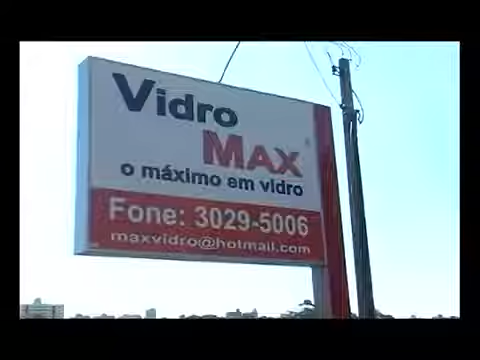 Vidro
MAX
o máximo em vidro
Fone: 3029-5006
maxvidro@hotmail.com